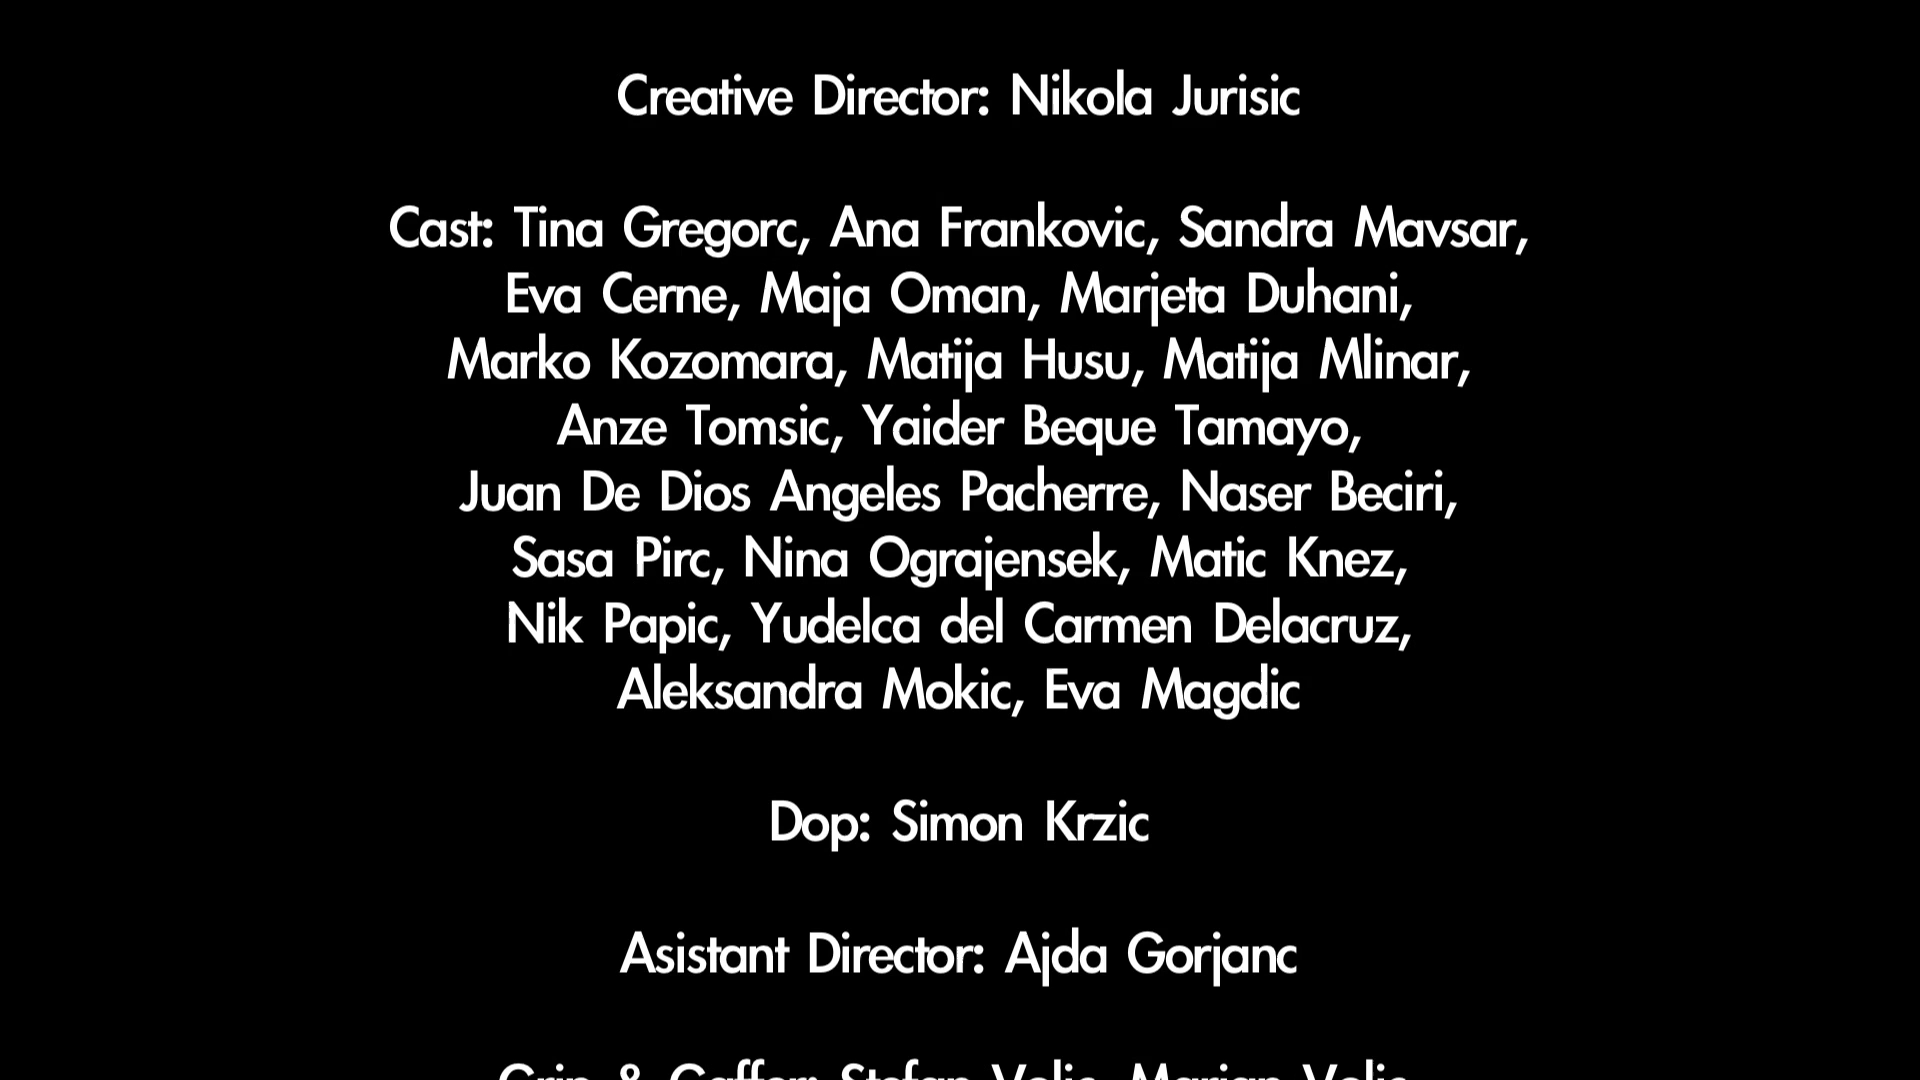 Creative Director: Nikola Jurisic
Cast: Tina Gregorc, Ana Frankovic, Sandra Mavsar,
Eva Cerne, Maja Oman, Marjeta Duhani,
Marko Kozomara, Matija Husu, Matija Mlinar,
Anze Tomsic, Yaider Beque Tamayo,
Juan De Dios Angeles Pacherre, Naser Beciri,
Sasa Pirc, Nina Ograjensek, Matic Knez,
Nik Papic, Yudelca del Carmen Delacruz,
Aleksandra Mokic, Eva Magdic
Dop: Simon Krzic
Asistant Director: Ajda Gorjanc
Grip & Gaffer: Stefan